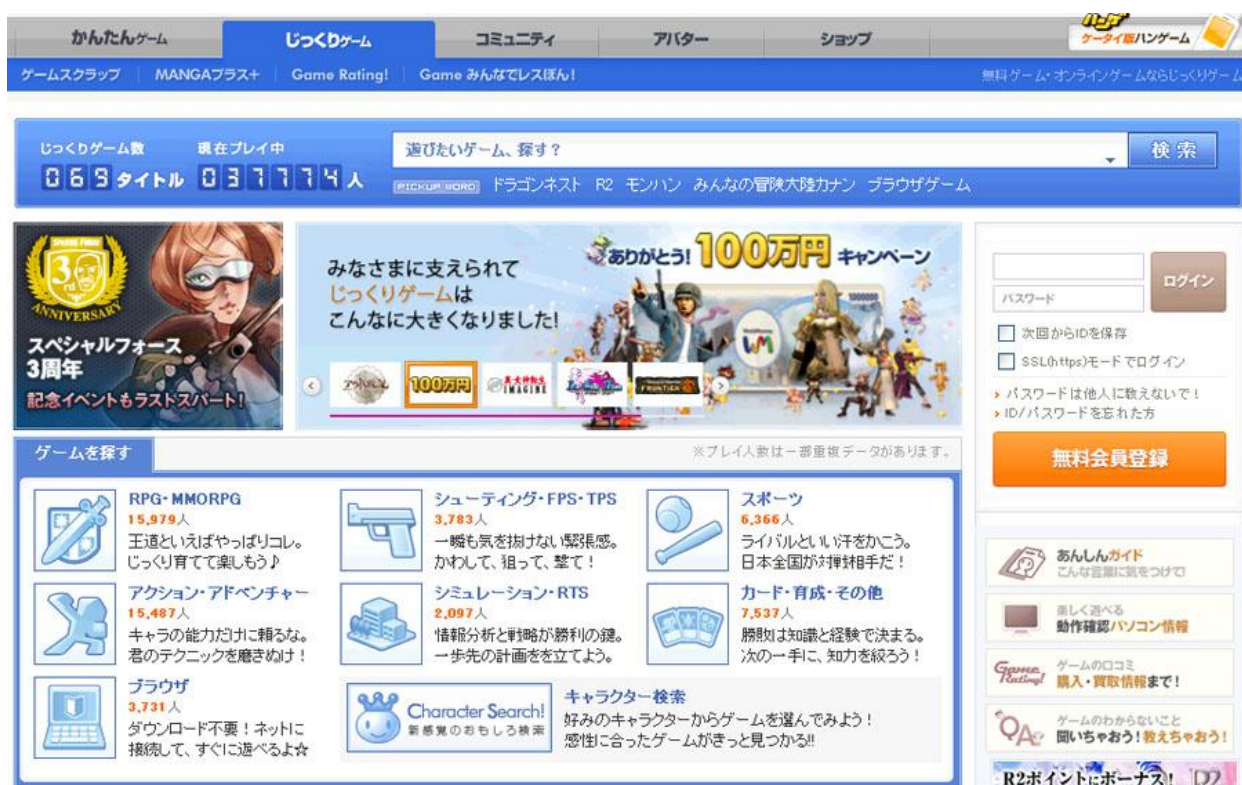 かんたんゲーム
じっくりゲーム
コミュニティ
アバター
ショップ
ケータイ版ハンゲーム
ゲームスクラップ
MANGAプラス+
Game Rating!
Game みんなでレスぽん!
無料ゲーム・オンラインゲームならじっくりゲーム
じっくりゲーム数
現在プレイ中
069 タイトル
037774 人
遊びたいゲーム、探す?
検索
PICKUP WORD
ドラゴンネスト R2 モンハン みんなの冒険大陸カナン ブラウザゲーム
SPECIAL FORCE
3rd
ANNIVERSARY
スペシャルフォース
3周年
記念イベントもラストスパート!
みなさまに支えられて
じっくりゲームは
こんなに大きくなりました!
ありがとう!100万円キャンペーン
100万円
真・女神転生
IMAGINE
FRONTIER
パスワード
ログイン
次回からIDを保存
SSL(https)モードでログイン
パスワードは他人に教えないで!
ID/パスワードを忘れた方
無料会員登録
ゲームを探す
※プレイ人数は一部重複データがあります。
RPG・MMORPG
15,979人
王道といえばやっぱりコレ。
じっくり育てて楽しもう♪
シューティング・FPS・TPS
3,783人
一瞬も気を抜けない緊張感。
かわして、狙って、撃て!
スポーツ
6,366人
ライバルといい汗をかこう。
日本全国が対戦相手だ!
アクション・アドベンチャー
15,487人
キャラの能力だけに頼るな。
君のテクニックを磨きぬけ!
シミュレーション・RTS
2,097人
情報分析と戦略が勝利の鍵。
一歩先の計画をを立てよう。
カード・育成・その他
7,537人
勝敗は知識と経験で決まる。
次の一手に、知力を絞ろう!
ブラウザ
3,731人
ダウンロード不要!ネットに
接続して、すぐに遊べるよ☆
Character Search!
新感覚のおもしろ検索
キャラクター検索
好みのキャラクターからゲームを選んでみよう!
感性に合ったゲームがきっと見つかる!!
あんしんガイド
こんな言葉に気をつけて!
楽しく遊べる
動作確認パソコン情報
Game Rating!
ゲームの口コミ
購入・買取情報まで!
QA
ゲームのわからないこと
聞いちゃおう!教えちゃおう!
R2ポイントにボーナス! R2